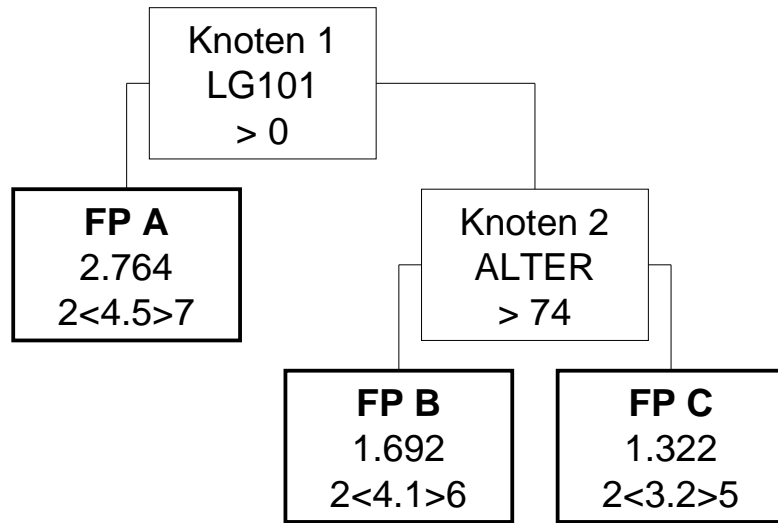 Knoten 1
LG101
> 0
FP A
2.764
2<4.5>7
Knoten 2
ALTER
> 74
FP B
1.692
2<4.1>6
FP C
1.322
2<3.2>5